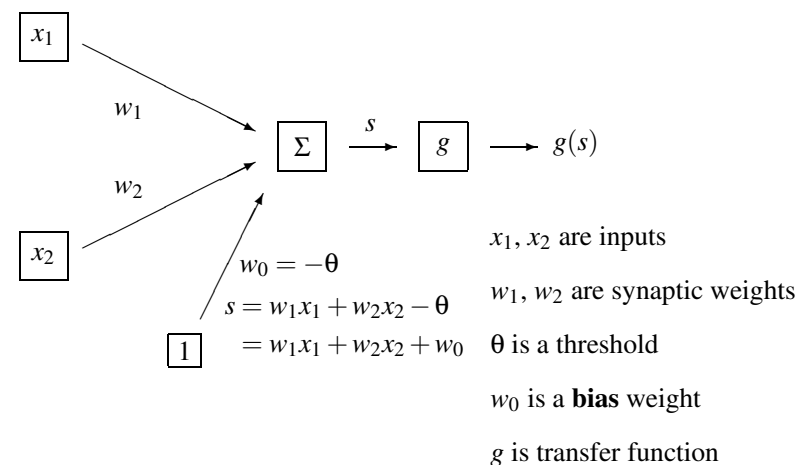 x₁
w₁
Σ
s
g
g(s)
w₂
x₂
w₀ = −θ
s = w₁x₁ + w₂x₂ − θ
= w₁x₁ + w₂x₂ + w₀
1
x₁, x₂ are inputs
w₁, w₂ are synaptic weights
θ is a threshold
w₀ is a bias weight
g is transfer function